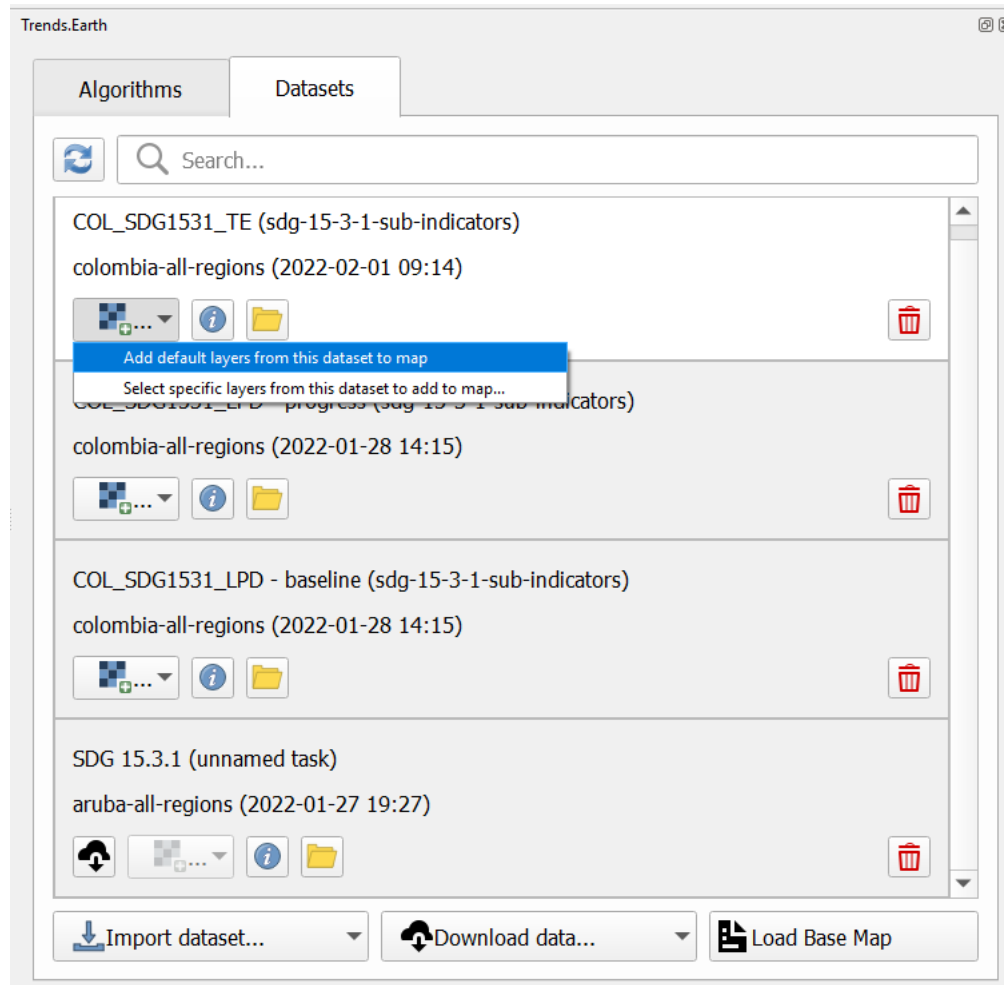 Trends.Earth
Algorithms
Datasets
Search...
COL_SDG1531_TE (sdg-15-3-1-sub-indicators)
colombia-all-regions (2022-02-01 09:14)
...
Add default layers from this dataset to map
Select specific layers from this dataset to add to map...
COL_SDG1531_LPD - progress (sdg-15-3-1-sub-indicators)
colombia-all-regions (2022-01-28 14:15)
...
COL_SDG1531_LPD - baseline (sdg-15-3-1-sub-indicators)
colombia-all-regions (2022-01-28 14:15)
...
SDG 15.3.1 (unnamed task)
aruba-all-regions (2022-01-27 19:27)
...
Import dataset...
Download data...
Load Base Map